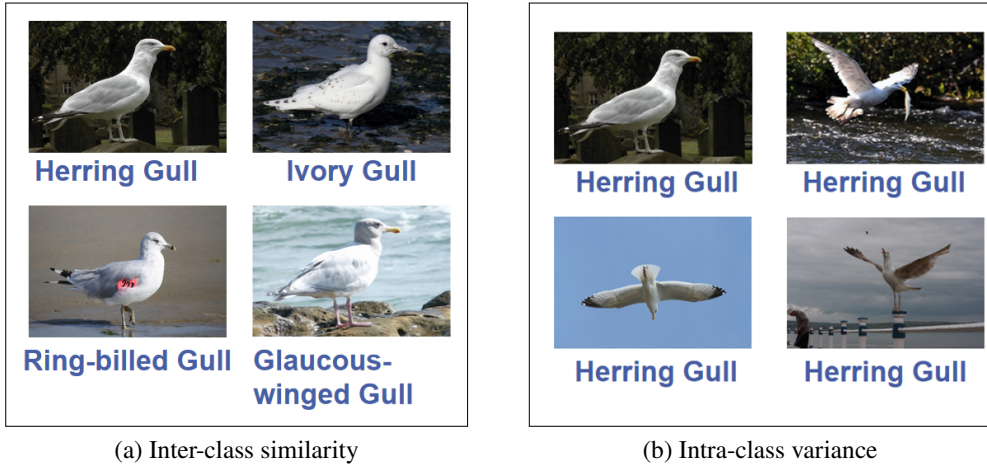 Herring Gull
Ivory Gull
Ring-billed Gull
Glaucous-
winged Gull
(a) Inter-class similarity
Herring Gull
Herring Gull
Herring Gull
Herring Gull
(b) Intra-class variance